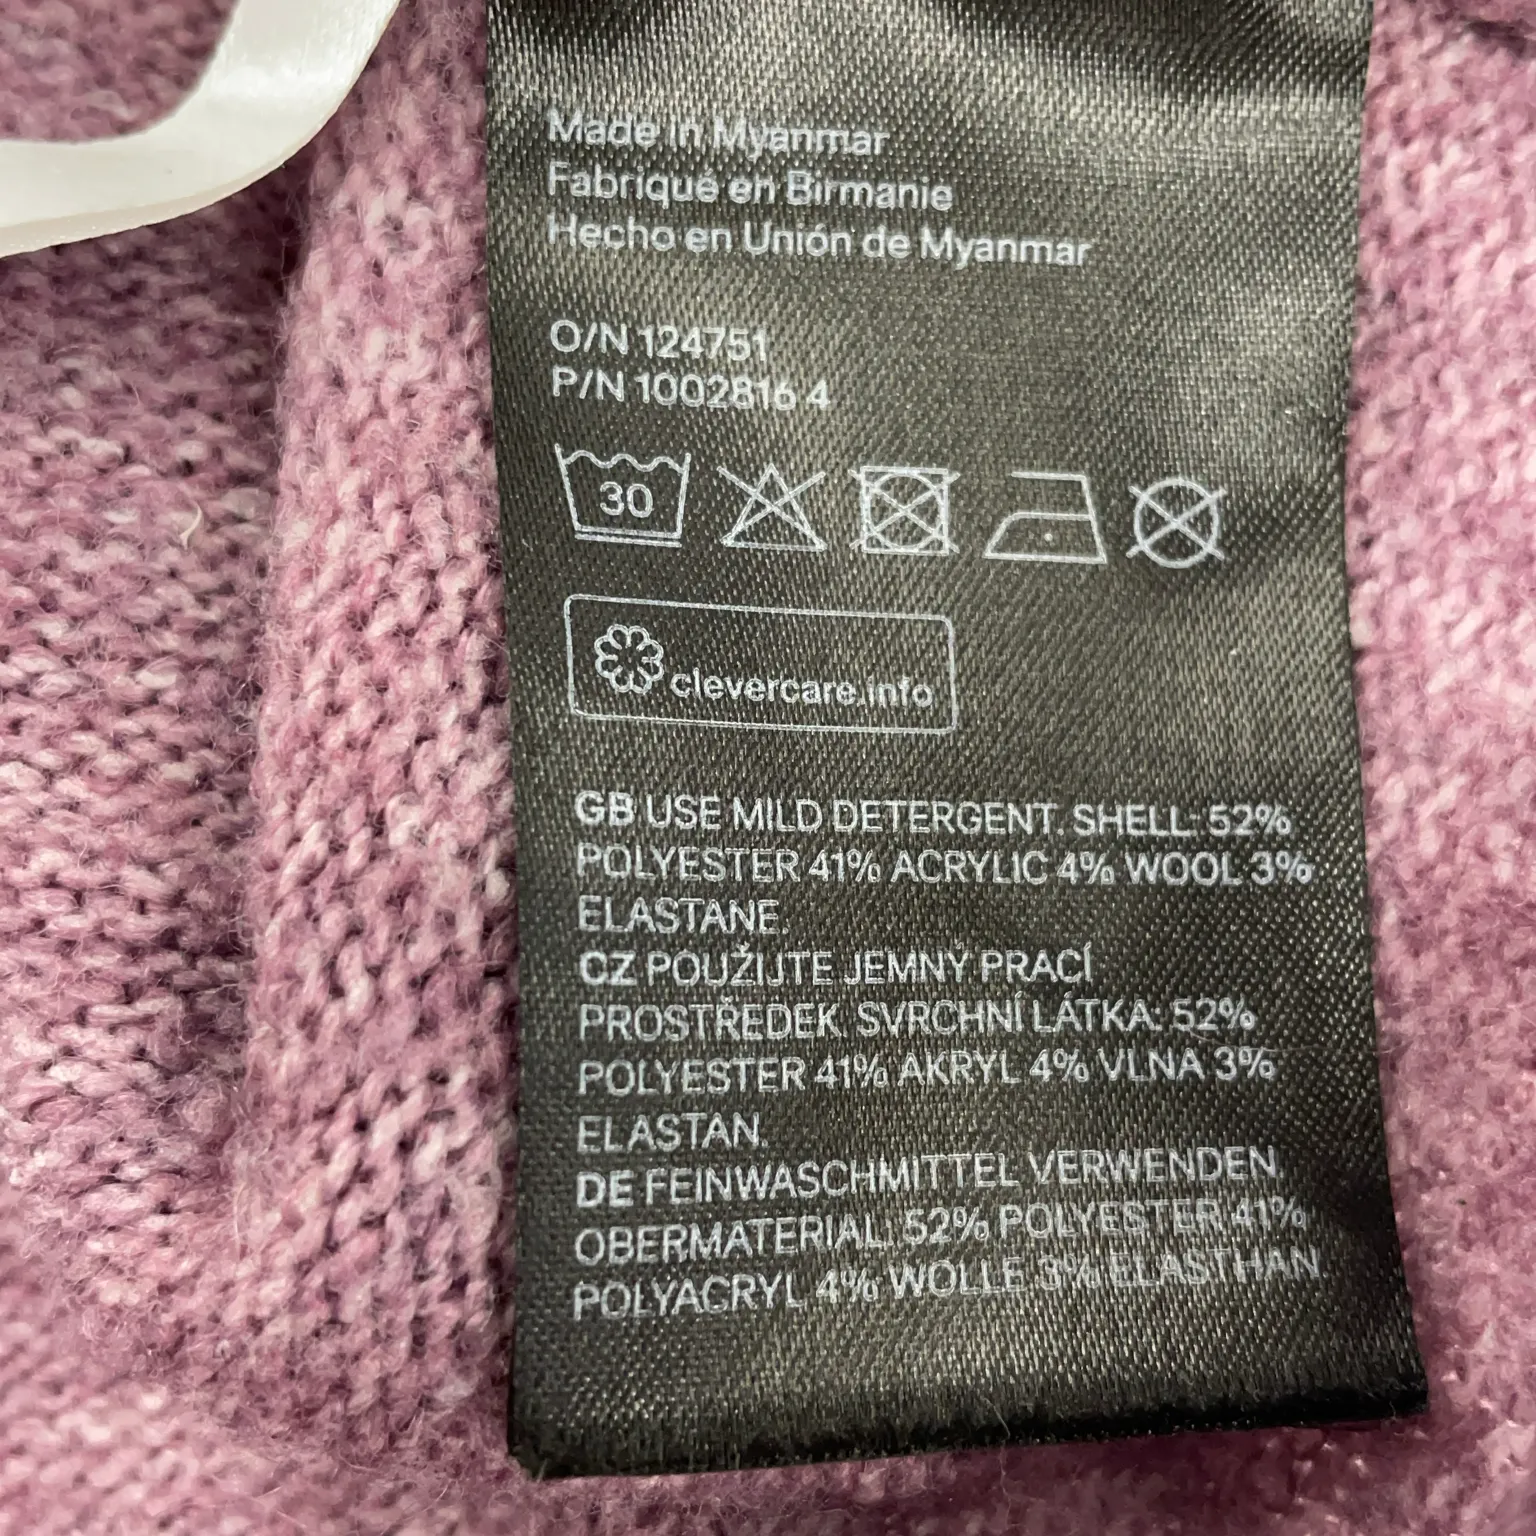 Made in Myanmar
Fabriqué en Birmanie
Hecho en Unión de Myanmar
O/N 124751
P/N 1002816 4
30
clevercare.info
GB USE MILD DETERGENT. SHELL: 52%
POLYESTER 41% ACRYLIC 4% WOOL 3%
ELASTANE.
CZ POUŽIJTE JEMNÝ PRACÍ
PROSTŘEDEK. SVRCHNÍ LÁTKA: 52%
POLYESTER 41% AKRYL 4% VLNA 3%
ELASTAN.
DE FEINWASCHMITTEL VERWENDEN.
OBERMATERIAL: 52% POLYESTER 41%
POLYACRYL 4% WOLLE 3% ELASTHAN.